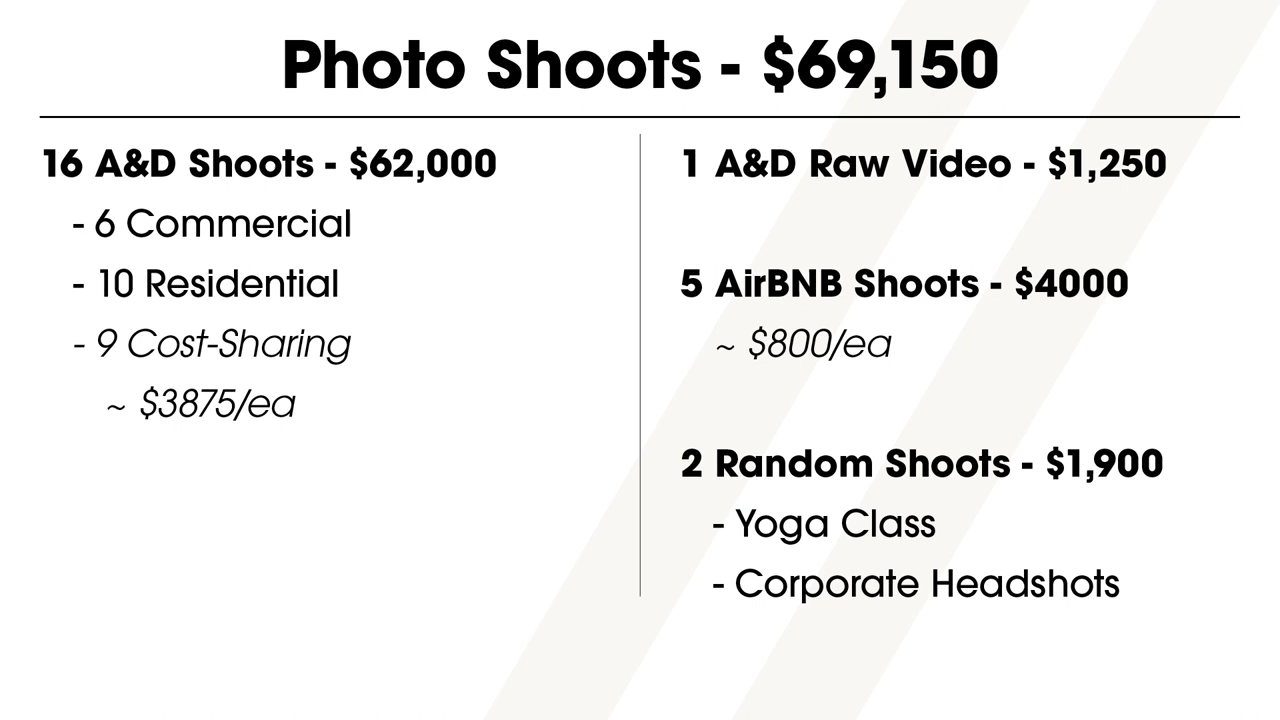 Photo Shoots - $69,150
16 A&D Shoots - $62,000
- 6 Commercial
- 10 Residential
- 9 Cost-Sharing
~ $3875/ea
1 A&D Raw Video - $1,250
5 AirBNB Shoots - $4000
~ $800/ea
2 Random Shoots - $1,900
- Yoga Class
- Corporate Headshots